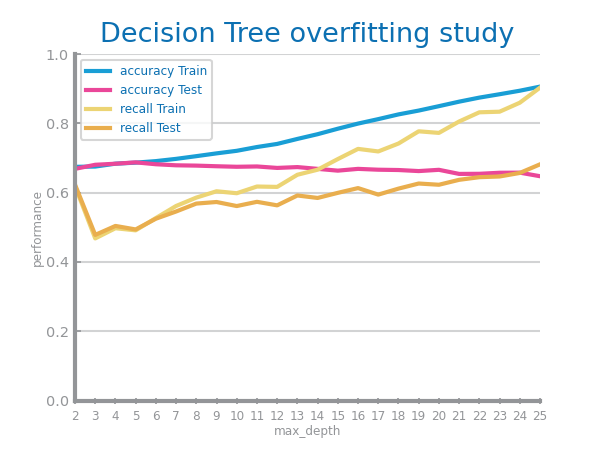 Decision Tree overfitting study
1.0
0.8
0.6
0.4
0.2
0.0
performance
accuracy Train
accuracy Test
recall Train
recall Test
2 3 4 5 6 7 8 9 10 11 12 13 14 15 16 17 18 19 20 21 22 23 24 25
max_depth